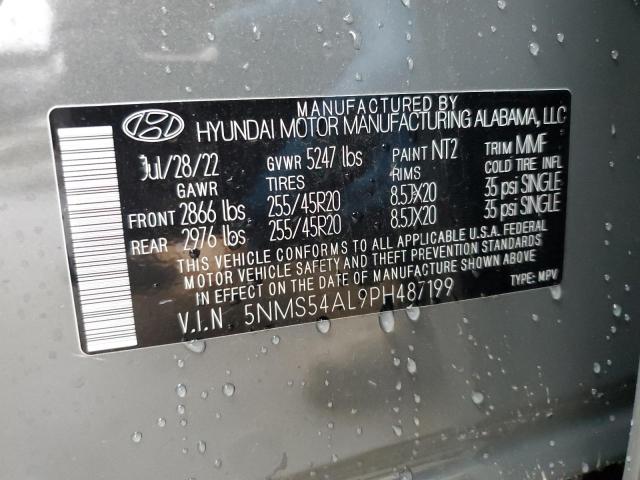 MANUFACTURED BY
HYUNDAI MOTOR MANUFACTURING ALABAMA, LLC
Jul/28/22 GVWR 5247 lbs PAINT NT2 TRIM MMF
GAWR TIRES RIMS COLD TIRE INFL
FRONT 2866 lbs 255/45R20 8.5JX20 35 psi SINGLE
REAR 2976 lbs 255/45R20 8.5JX20 35 psi SINGLE
THIS VEHICLE CONFORMS TO ALL APPLICABLE U.S.A. FEDERAL
MOTOR VEHICLE SAFETY AND THEFT PREVENTION STANDARDS
IN EFFECT ON THE DATE OF MANUFACTURE SHOWN ABOVE.
V.I.N 5NMS54AL9PH487199 TYPE: MPV